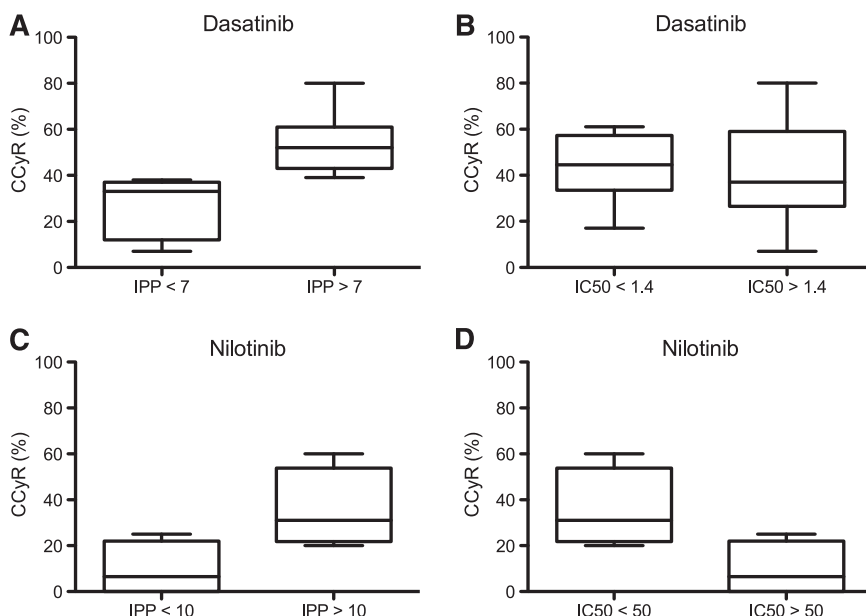 A
Dasatinib
CCyR (%)
100
80
60
40
20
0
IPP < 7
IPP > 7
B
Dasatinib
CCyR (%)
100
80
60
40
20
0
IC50 < 1.4
IC50 > 1.4
C
Nilotinib
CCyR (%)
100
80
60
40
20
0
IPP < 10
IPP > 10
D
Nilotinib
CCyR (%)
100
80
60
40
20
0
IC50 < 50
IC50 > 50